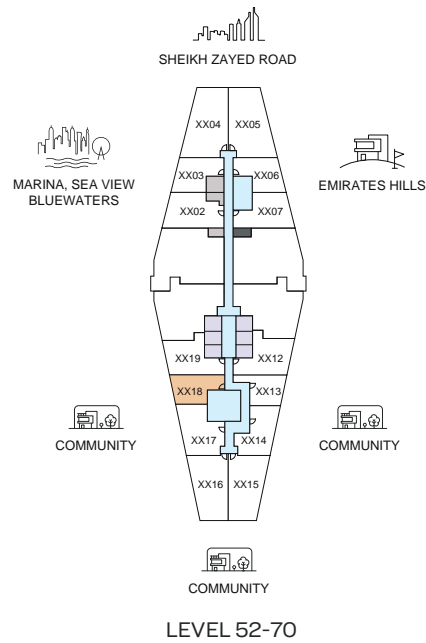 SHEIKH ZAYED ROAD
XX04 XX05
MARINA, SEA VIEW
BLUEWATERS
EMIRATES HILLS
XX03 XX06
XX02 XX07
XX19 XX12
XX18 XX13
COMMUNITY
COMMUNITY
XX17 XX14
XX16 XX15
COMMUNITY
LEVEL 52-70